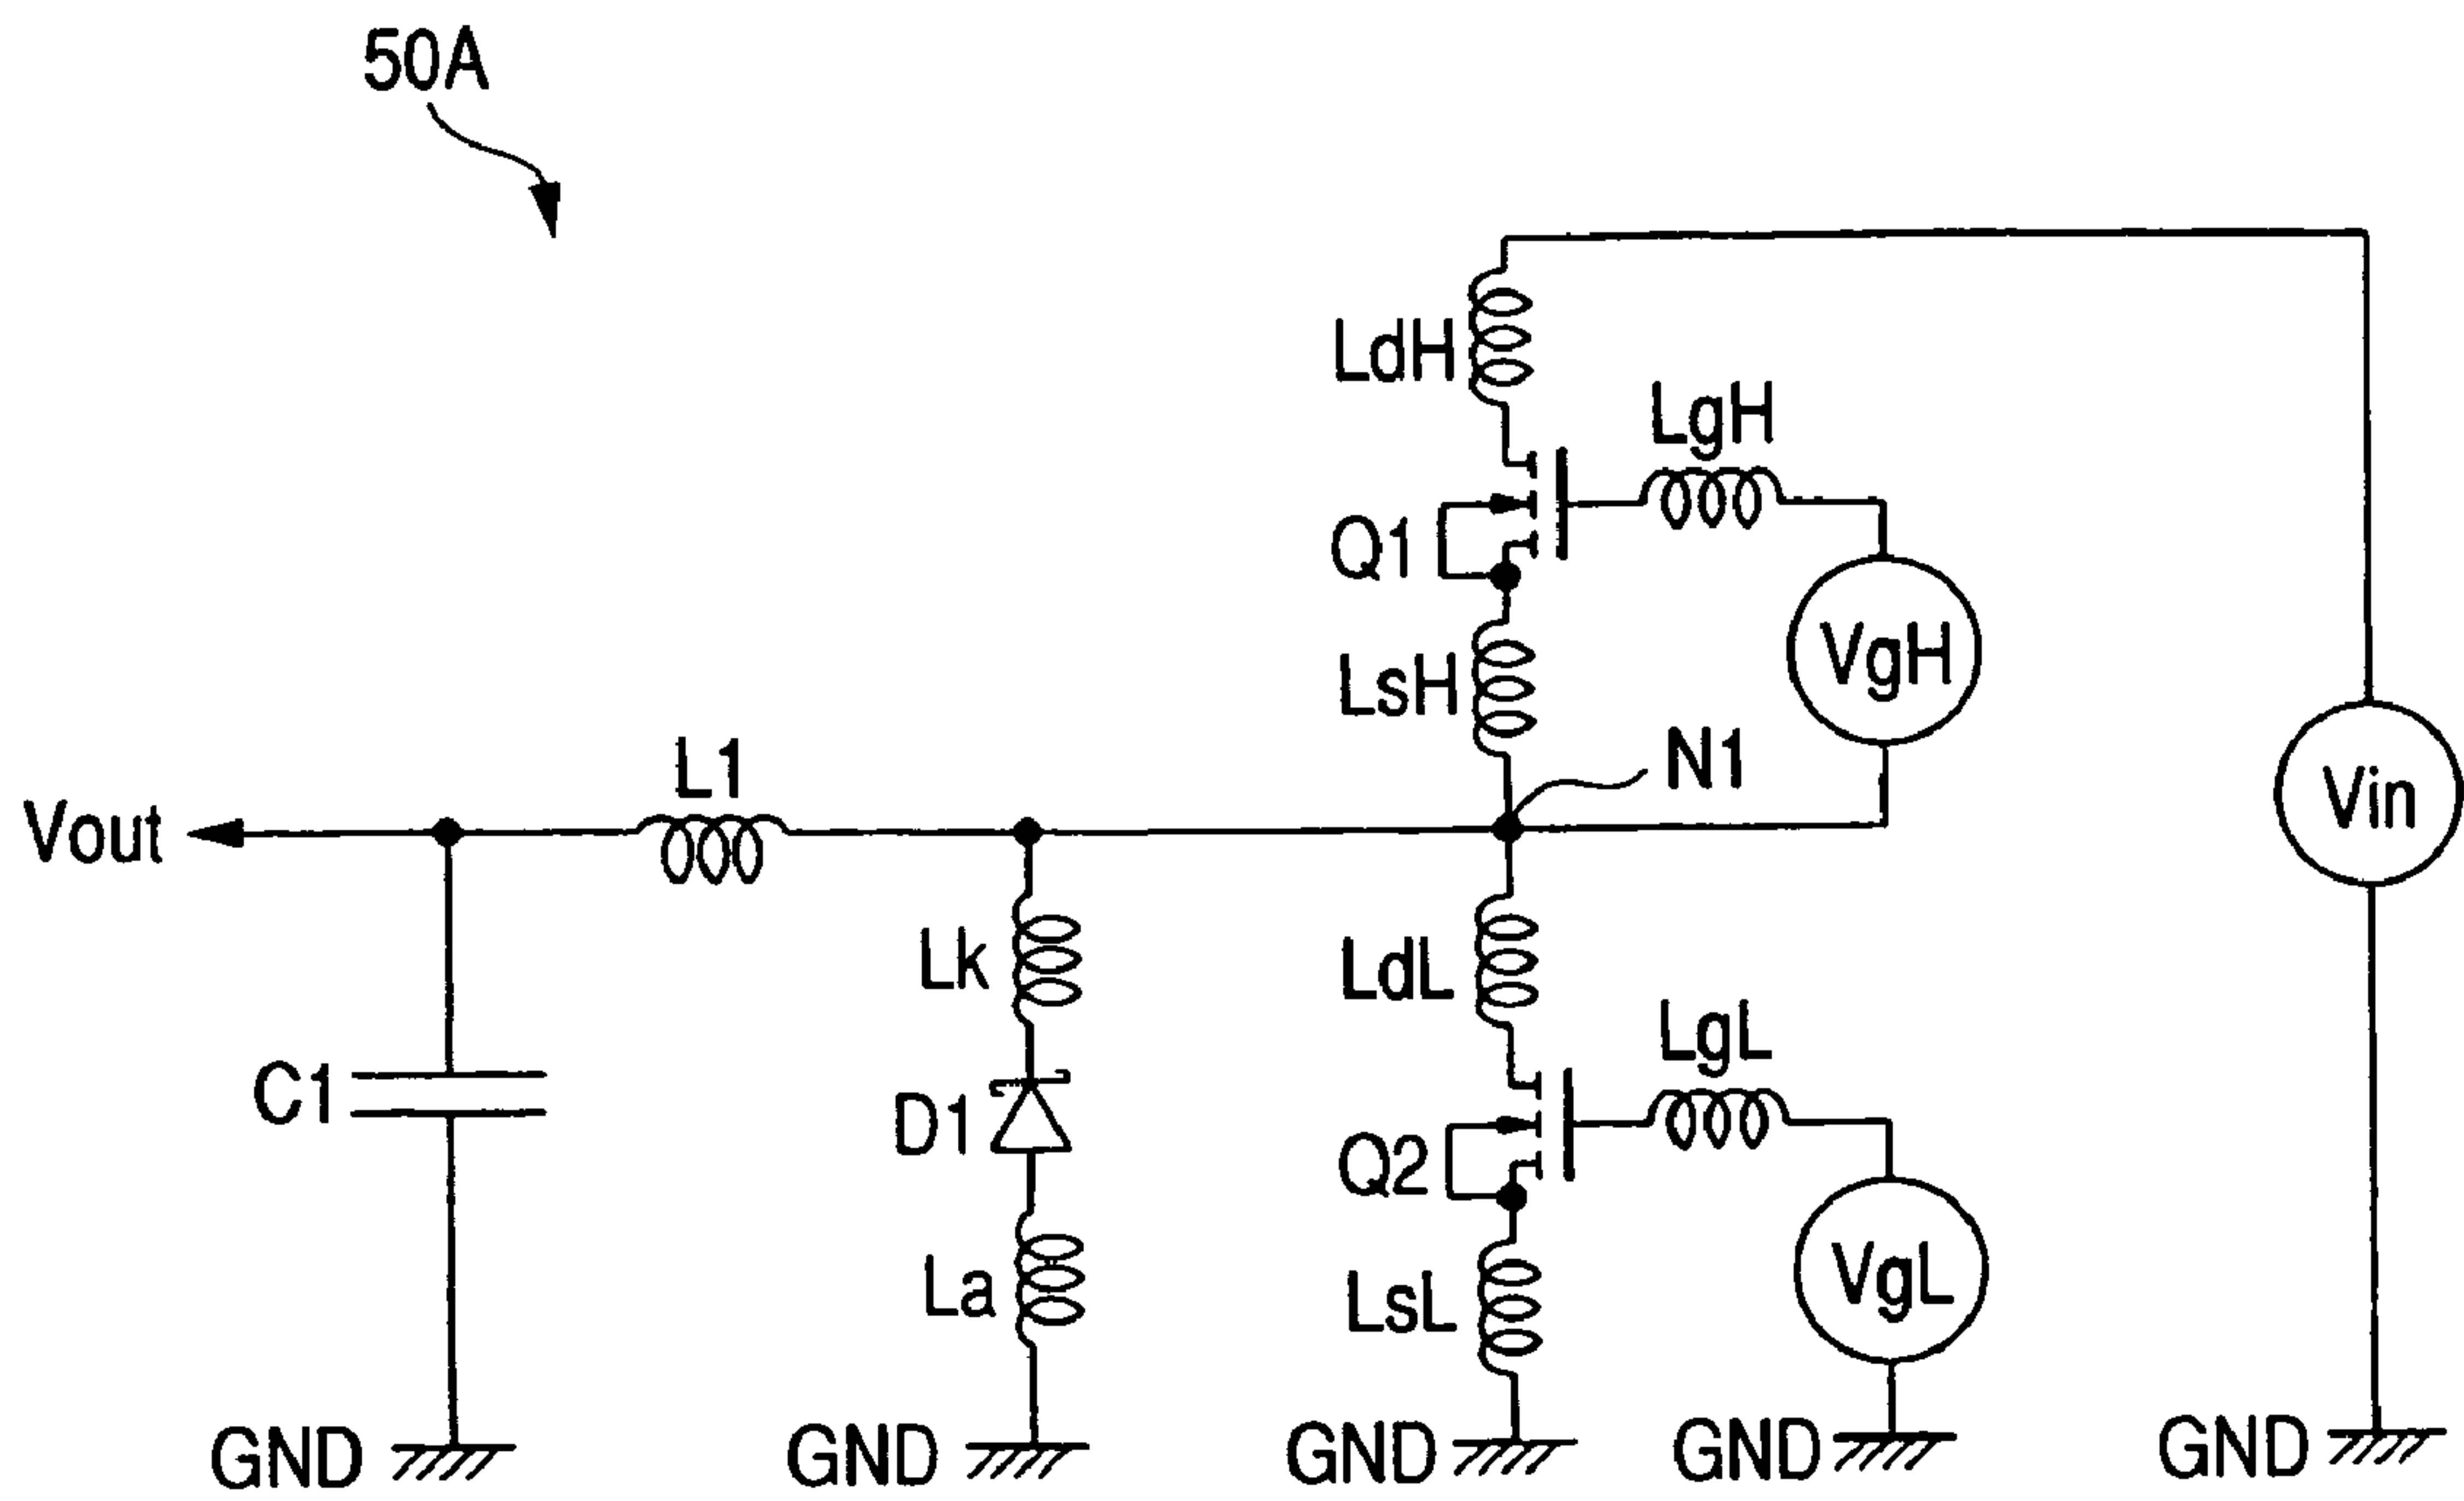 50A
LdH
LgH
Q1
VgH
LsH
N1
L1
Vout
Vin
Lk
LdL
LgL
C1
D1
Q2
VgL
La
LsL
GND
GND
GND
GND
GND